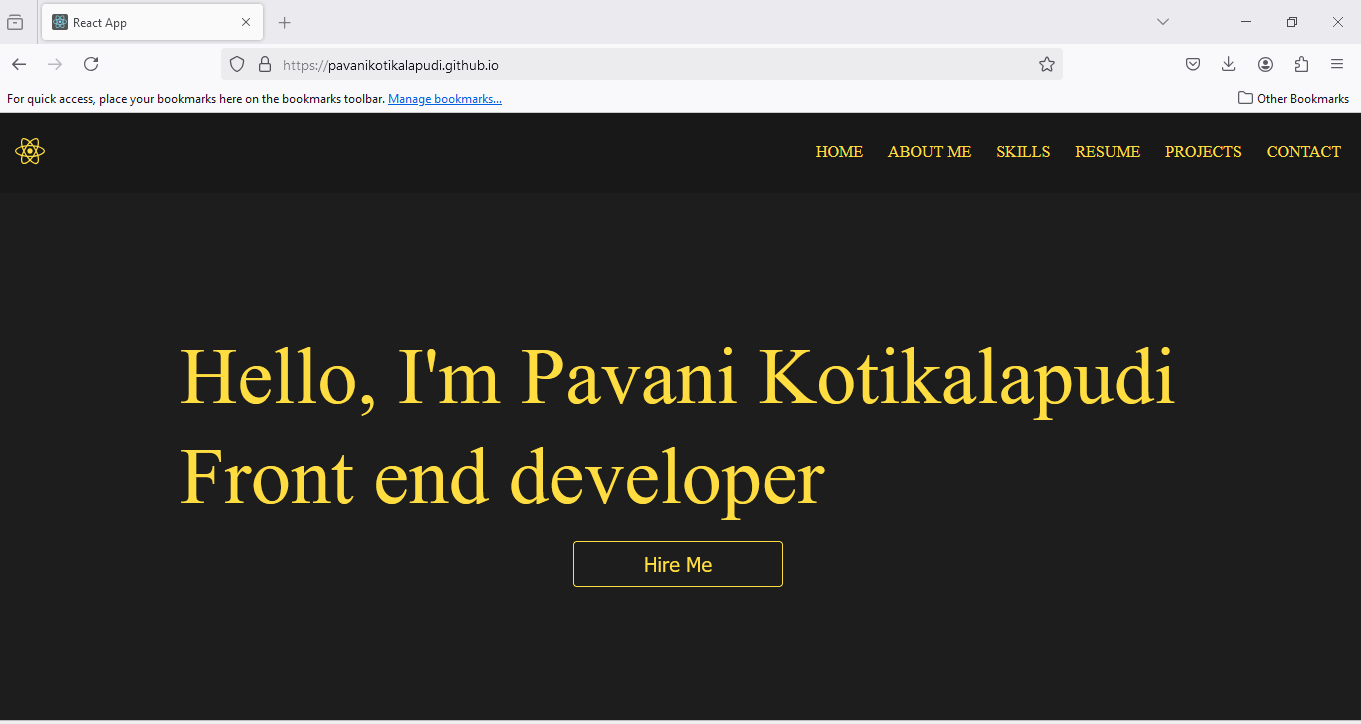 React App
https://pavanikotikalapudi.github.io
For quick access, place your bookmarks here on the bookmarks toolbar. Manage bookmarks... Other Bookmarks
HOME ABOUT ME SKILLS RESUME PROJECTS CONTACT
Hello, I'm Pavani Kotikalapudi
Front end developer
Hire Me